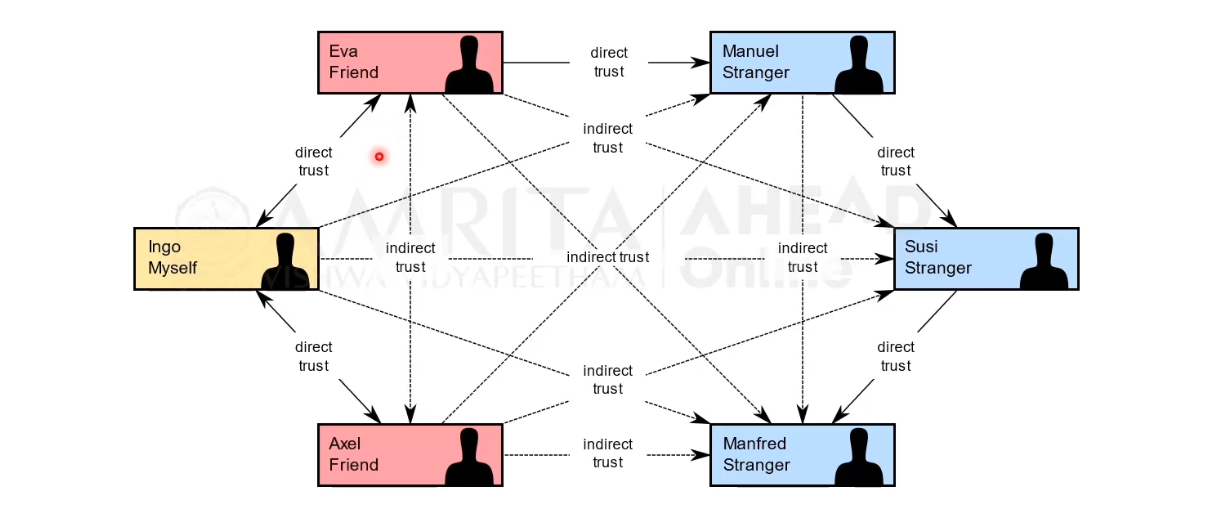 Eva
Friend
direct
trust
Manuel
Stranger
indirect
trust
direct
trust
direct
trust
AMRITA
AHEAD
Online
VISHWA VIDYAPEETHAM
Ingo
Myself
indirect
trust
indirect trust
indirect
trust
Susi
Stranger
direct
trust
direct
trust
indirect
trust
Axel
Friend
indirect
trust
Manfred
Stranger